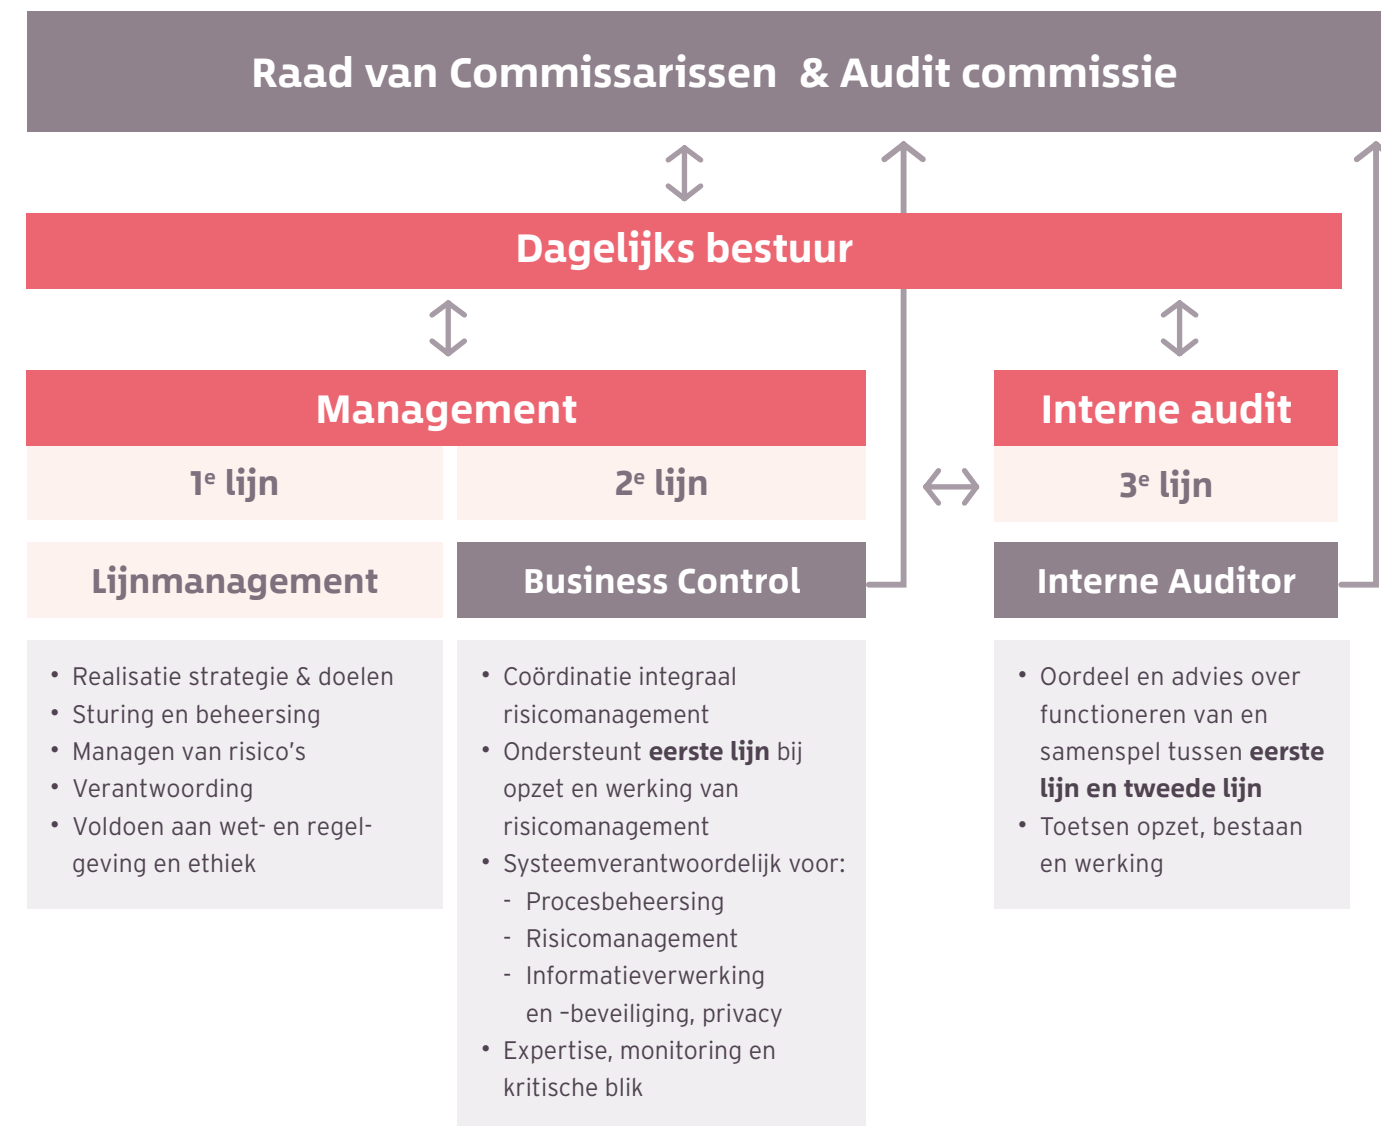 Raad van Commissarissen & Audit commissie
Dagelijks bestuur
Management
1e lijn
2e lijn
Lijnmanagement
Business Control
• Realisatie strategie & doelen
• Sturing en beheersing
• Managen van risico’s
• Verantwoording
• Voldoen aan wet- en regel-
geving en ethiek
• Coördinatie integraal
risicomanagement
• Ondersteunt eerste lijn bij
opzet en werking van
risicomanagement
• Systeemverantwoordelijk voor:
- Procesbeheersing
- Risicomanagement
- Informatieverwerking
en –beveiliging, privacy
• Expertise, monitoring en
kritische blik
Interne audit
3e lijn
Interne Auditor
• Oordeel en advies over
functioneren van en
samenspel tussen eerste
lijn en tweede lijn
• Toetsen opzet, bestaan
en werking